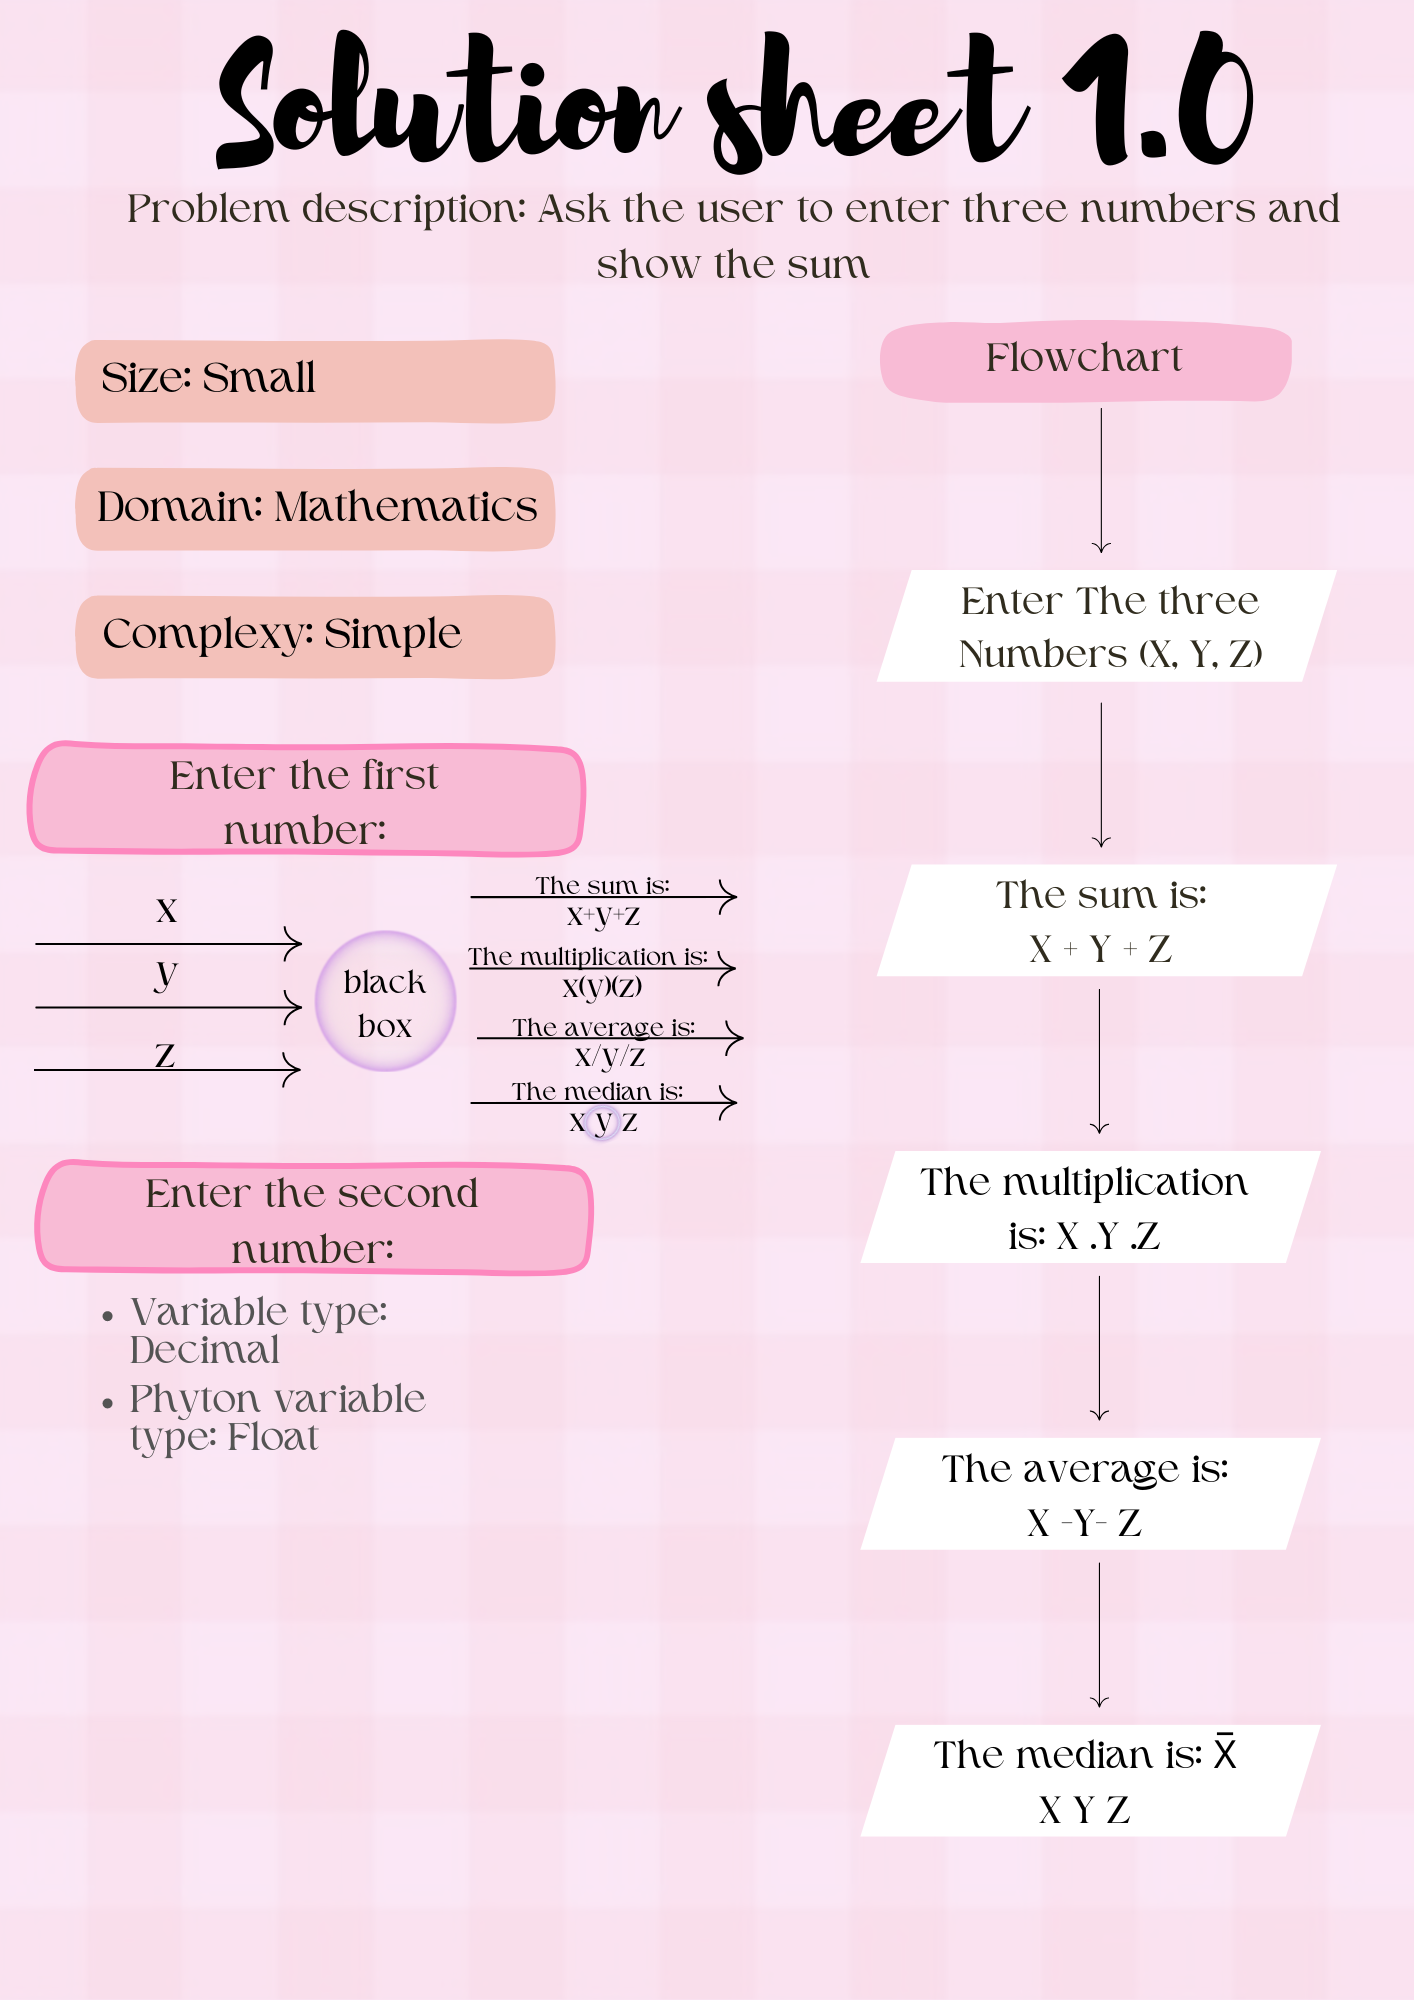 Solution sheet 1.0
Problem description: Ask the user to enter three numbers and
show the sum
Size: Small
Domain: Mathematics
Complexy: Simple
Enter the first
number:
x
y
z
black
box
The sum is:
x+y+z
The multiplication is:
x(y)(z)
The average is:
x/y/z
The median is:
x y z
Enter the second
number:
• Variable type:
Decimal
• Phyton variable
type: Float
Flowchart
Enter The three
Numbers (X, Y, Z)
The sum is:
X + Y + Z
The multiplication
is: X .Y .Z
The average is:
X -Y- Z
The median is: X̄
X Y Z